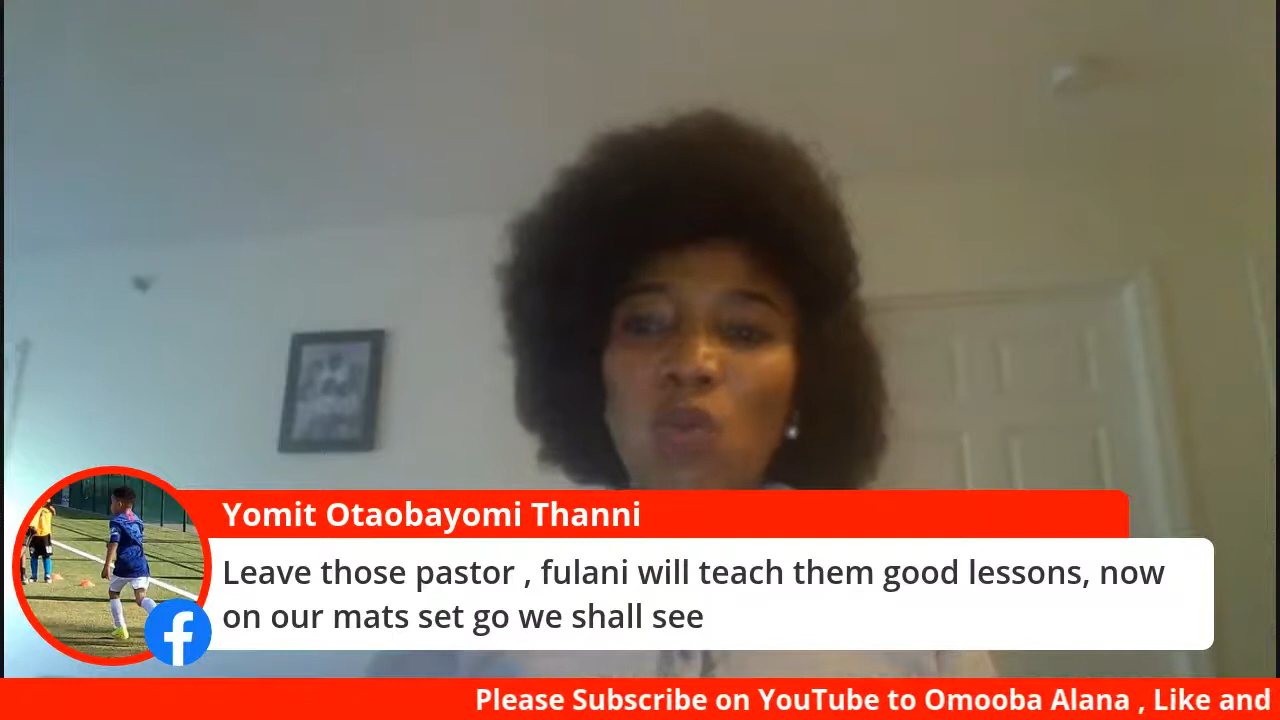 Yomit Otaobayomi Thanni
Leave those pastor , fulani will teach them good lessons, now
on our mats set go we shall see
Please Subscribe on YouTube to Omooba Alana , Like and